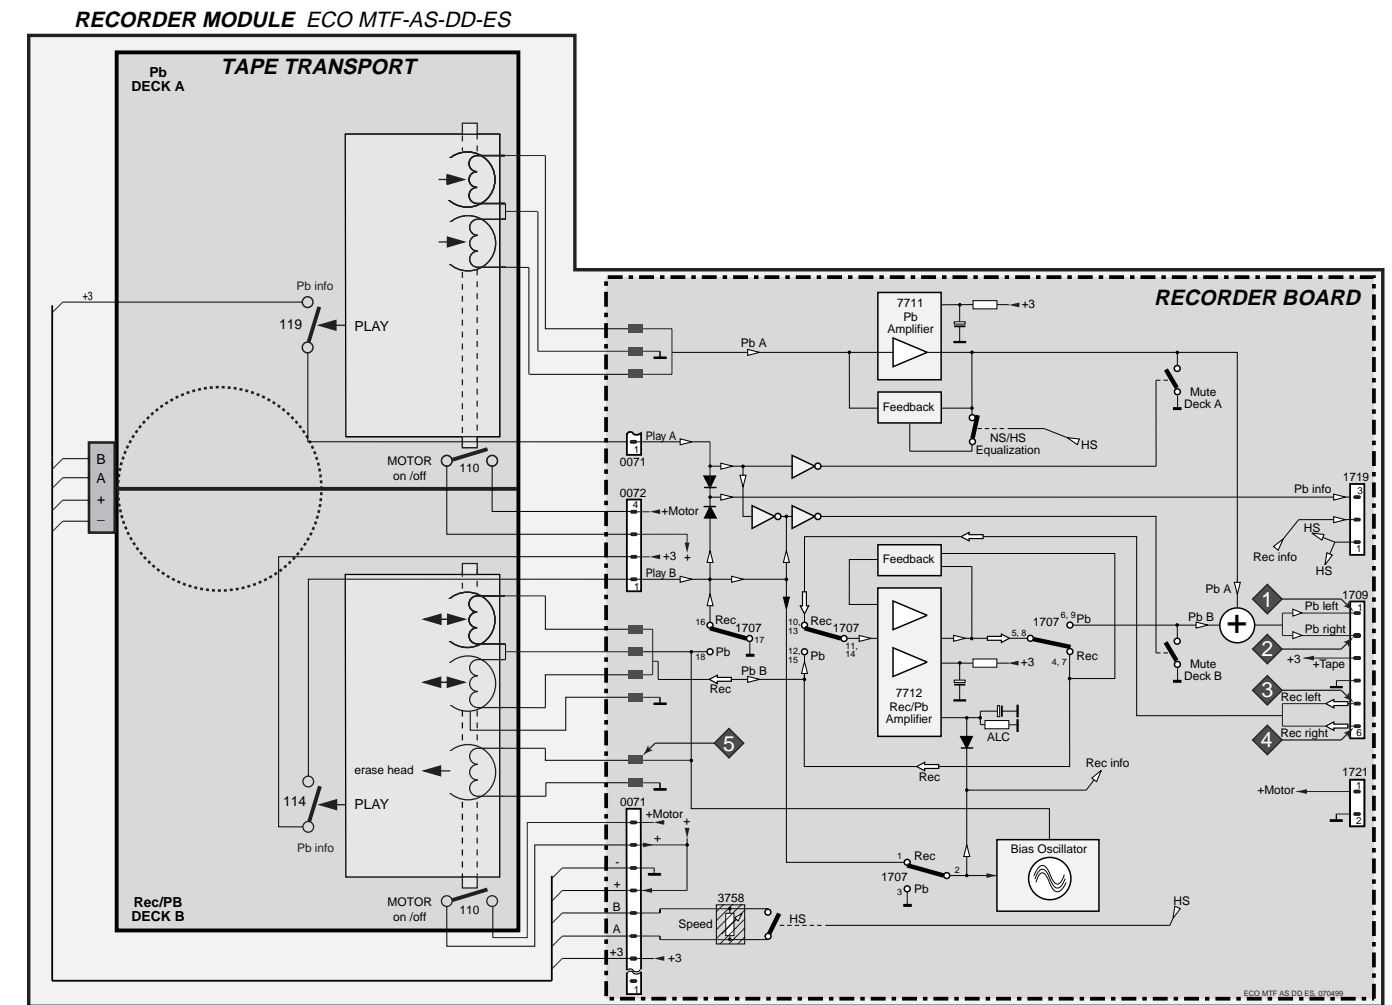 RECORDER MODULE ECO MTF-AS-DD-ES
TAPE TRANSPORT
Pb
DECK A
Pb info
+3
119
PLAY
MOTOR
on /off
110
B
A
+
–
RECORDER BOARD
7711
Pb
Amplifier
+3
Pb A
Feedback
NS/HS
Equalization
HS
Mute
Deck A
Play A
1
0071
0072
4
+Motor
+3
+
Play B
1
Pb info
1719
3
HS
Rec info
1
HS
Feedback
16
Rec
1707
17
18
Pb
10,
13
Rec
1707
11,
14
12,
15
Pb
Pb B
Rec
7712
Rec/Pb
Amplifier
+3
ALC
5, 8
1707
6, 9
Pb
4, 7
Rec
Pb A
Pb B
+
Mute
Deck B
1
2
3
4
1709
1
Pb left
Pb right
+3
+Tape
Rec left
Rec right
6
Rec
Rec info
5
erase head
114
PLAY
Pb info
Rec/PB
DECK B
MOTOR
on /off
110
0071
+Motor
+
+
-
+
B
A
+3
+3
1
Speed
3758
HS
HS
1
Rec
1707
2
3
Pb
Bias Oscillator
1721
+Motor
1
2
ECO MTF AS DD ES, 070499